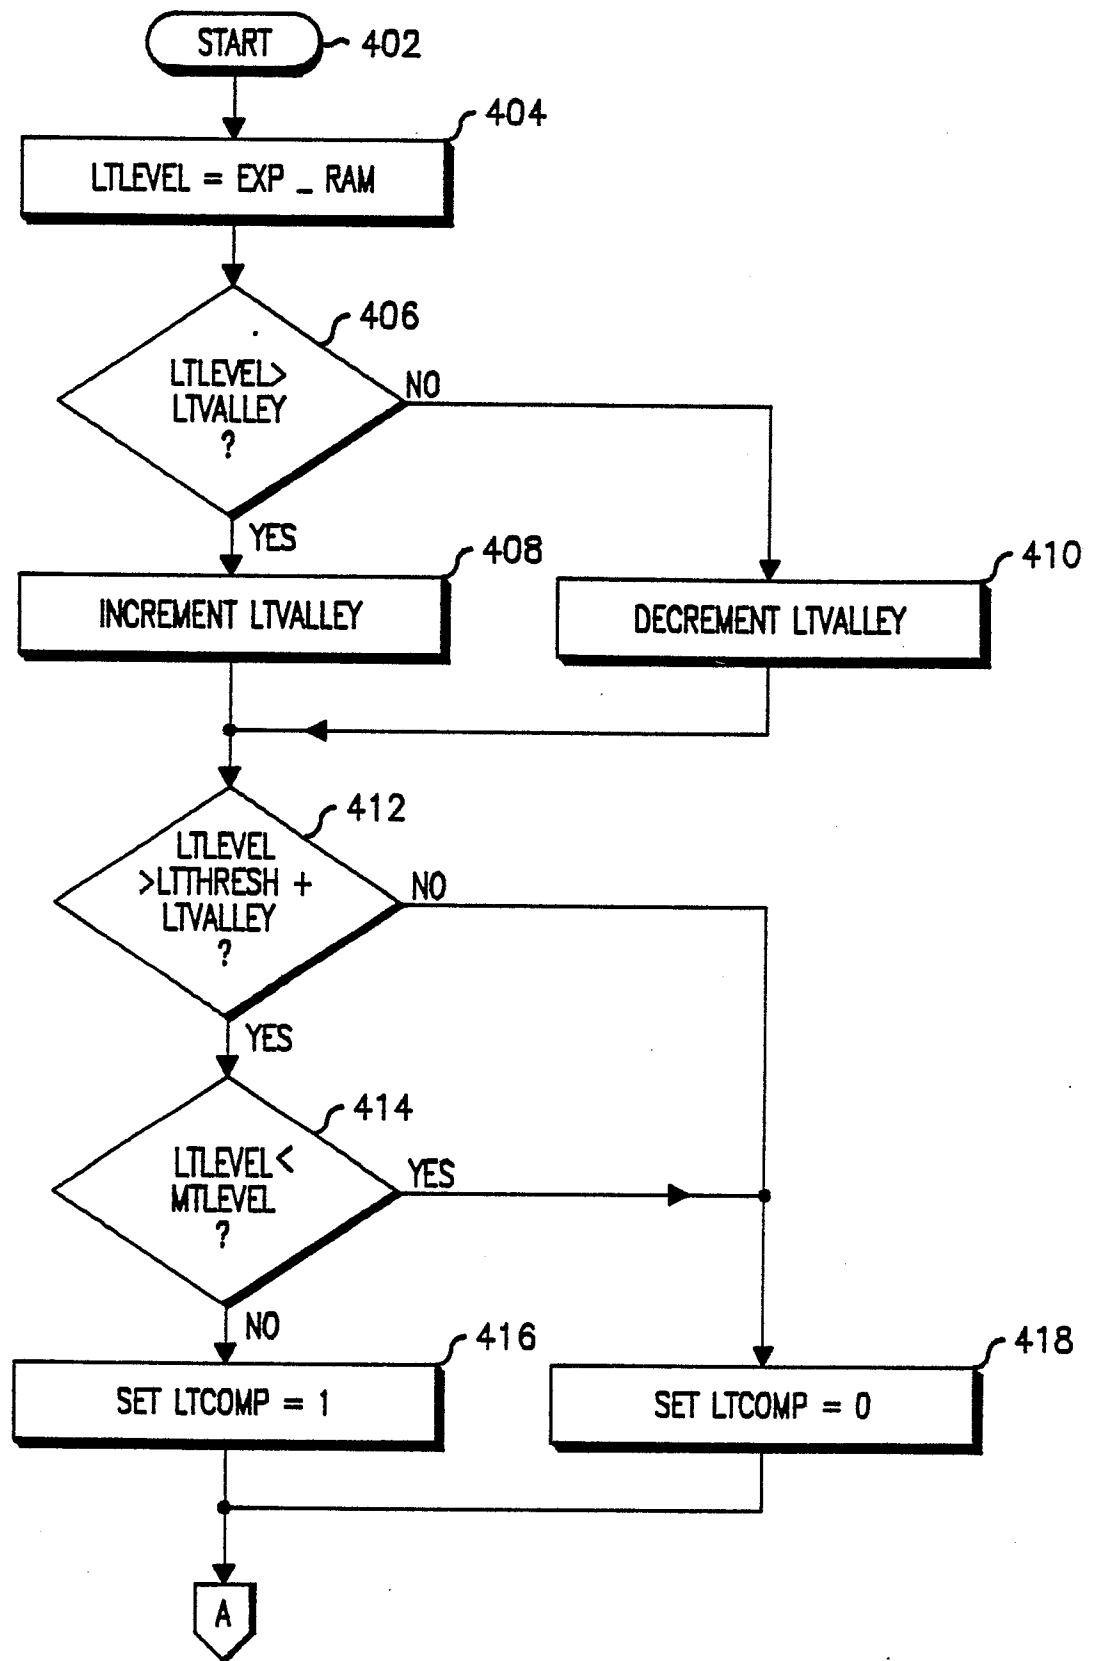 START
402
404
LTLEVEL = EXP _ RAM
406
LTLEVEL>
LTVALLEY
?
NO
YES
408
INCREMENT LTVALLEY
410
DECREMENT LTVALLEY
412
LTLEVEL
>LTTHRESH +
LTVALLEY
?
NO
YES
414
LTLEVEL<
MTLEVEL
?
YES
NO
416
SET LTCOMP = 1
418
SET LTCOMP = 0
A